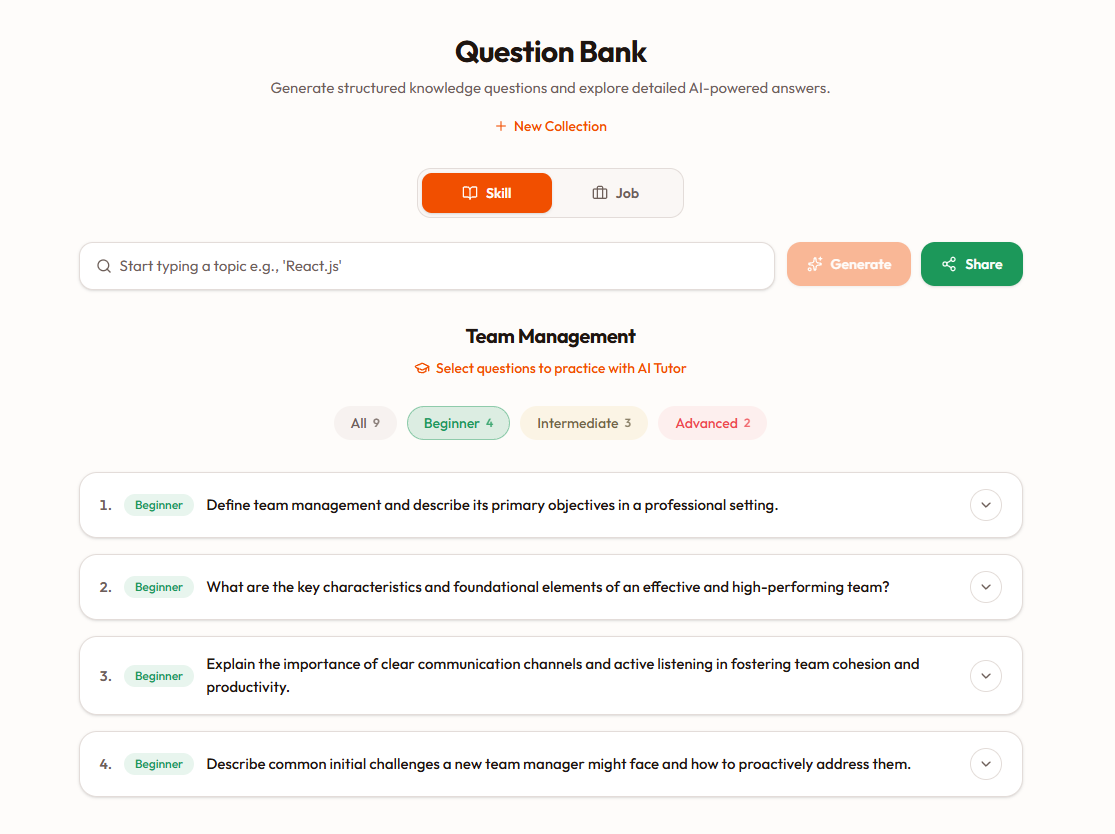 Question Bank
Generate structured knowledge questions and explore detailed AI-powered answers.
+ New Collection
Skill
Job
Start typing a topic e.g., 'React.js'
Generate
Share
Team Management
Select questions to practice with AI Tutor
All 9
Beginner 4
Intermediate 3
Advanced 2
1. Beginner Define team management and describe its primary objectives in a professional setting.
2. Beginner What are the key characteristics and foundational elements of an effective and high-performing team?
3. Beginner Explain the importance of clear communication channels and active listening in fostering team cohesion and
productivity.
4. Beginner Describe common initial challenges a new team manager might face and how to proactively address them.